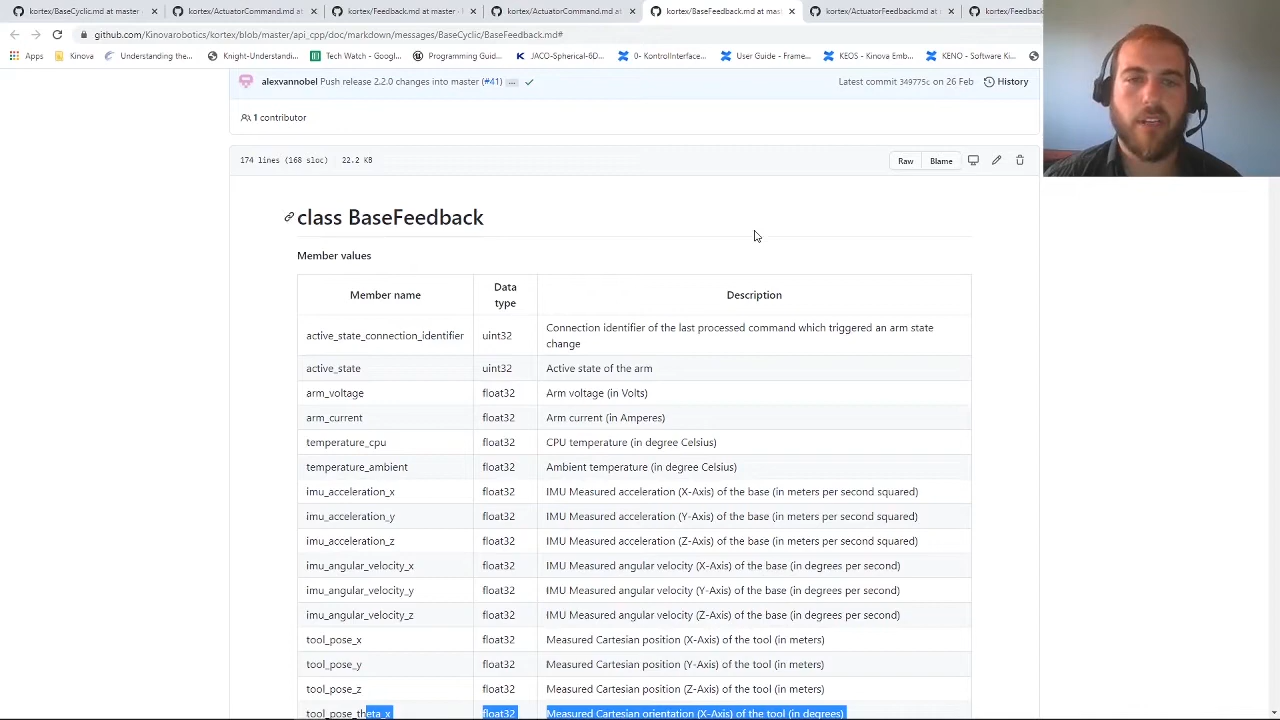 kortex/BaseCyclic.md at master
kortex/ActuatorCommand.md at
kortex/Feedback.md at master
kortex/ActuatorCommand.md at
kortex/BaseFeedback.md at mas
kortex/ActuatorFeedback.md at
kortex/Feedback
github.com/Kinovarobotics/kortex/blob/master/api_cpp/doc/markdown/messages/BaseCyclic/BaseFeedback.md#
Apps
Kinova
Understanding the...
Knight-Understandi...
Tech Watch - Googl...
Programming Guide...
JACO-Spherical-6D...
0- KontrolInterface...
User Guide - Frame...
KEOS - Kinova Emb...
KENO - Software Ki...
alexvannobel Push release 2.2.0 changes into master (#41) ...
Latest commit 349775c on 26 Feb
History
1 contributor
174 lines (168 sloc) 22.2 KB
Raw Blame
class BaseFeedback
Member values
Member name Data type Description
active_state_connection_identifier uint32 Connection identifier of the last processed command which triggered an arm state
change
active_state uint32 Active state of the arm
arm_voltage float32 Arm voltage (in Volts)
arm_current float32 Arm current (in Amperes)
temperature_cpu float32 CPU temperature (in degree Celsius)
temperature_ambient float32 Ambient temperature (in degree Celsius)
imu_acceleration_x float32 IMU Measured acceleration (X-Axis) of the base (in meters per second squared)
imu_acceleration_y float32 IMU Measured acceleration (Y-Axis) of the base (in meters per second squared)
imu_acceleration_z float32 IMU Measured acceleration (Z-Axis) of the base (in meters per second squared)
imu_angular_velocity_x float32 IMU Measured angular velocity (X-Axis) of the base (in degrees per second)
imu_angular_velocity_y float32 IMU Measured angular velocity (Y-Axis) of the base (in degrees per second)
imu_angular_velocity_z float32 IMU Measured angular velocity (Z-Axis) of the base (in degrees per second)
tool_pose_x float32 Measured Cartesian position (X-Axis) of the tool (in meters)
tool_pose_y float32 Measured Cartesian position (Y-Axis) of the tool (in meters)
tool_pose_z float32 Measured Cartesian position (Z-Axis) of the tool (in meters)
tool_pose_theta_x float32 Measured Cartesian orientation (X-Axis) of the tool (in degrees)